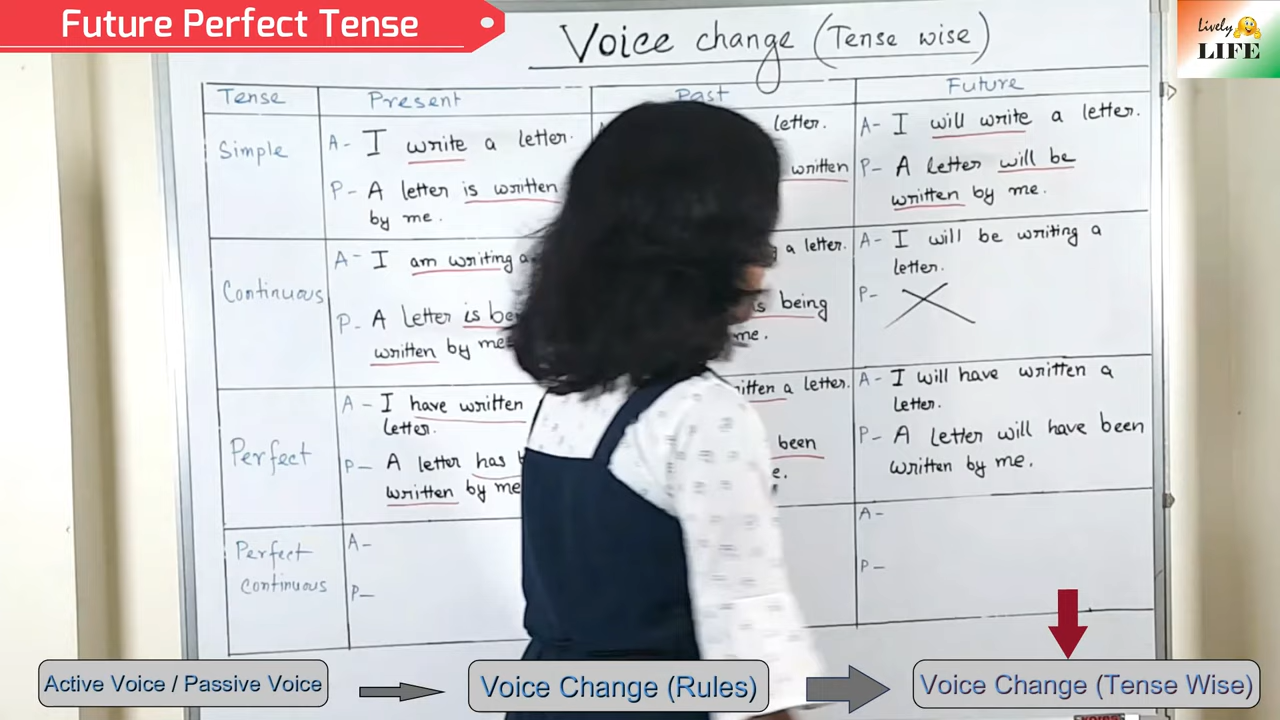 Future Perfect Tense
Voice change (Tense wise)
Lively
LIFE
Tense Present Past Future
Simple
A- I write a letter.
P- A letter is written
by me.
letter.
written
A- I will write a letter.
P- A letter will be
written by me.
Continuous
A- I am writing a
P- A letter is
written by me
a letter.
being
me.
A- I will be writing a
letter.
P-
Perfect
A- I have written
letter.
P- A letter has
written by me
a letter.
been
A- I will have written a
letter.
P- A letter will have been
written by me.
Perfect
continuous
A-
P-
A-
P-
Active Voice / Passive Voice
Voice Change (Rules)
Voice Change (Tense Wise)